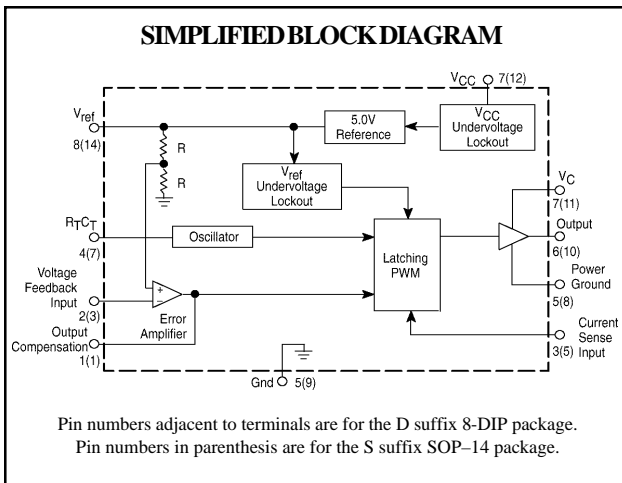 SIMPLIFIED BLOCK DIAGRAM
VCC 7(12)
Vref
8(14)
R
R
5.0V
Reference
VCC
Undervoltage
Lockout
Vref
Undervoltage
Lockout
VC
7(11)
RTCT
4(7)
Oscillator
Latching
PWM
Output
6(10)
Power
Ground
5(8)
Voltage
Feedback
Input
2(3)
+
−
Error
Amplifier
Output
Compensation
1(1)
Current
Sense
Input
3(5)
Gnd 5(9)
Pin numbers adjacent to terminals are for the D suffix 8-DIP package.
Pin numbers in parenthesis are for the S suffix SOP–14 package.